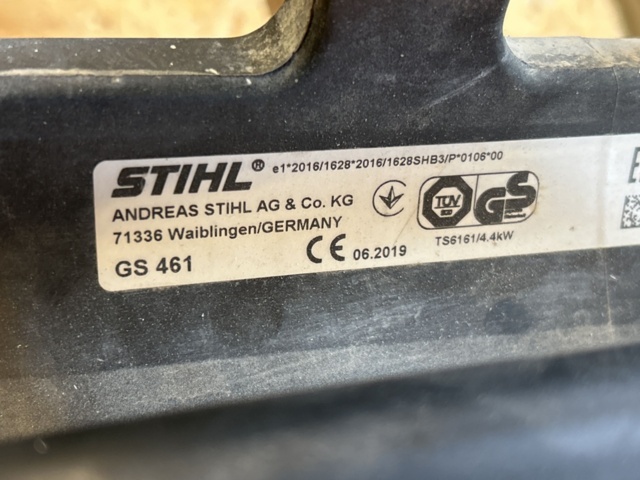 STIHL® e1*2016/1628*2016/1628SHB3/P*0106*00
ANDREAS STIHL AG & Co. KG
71336 Waiblingen/GERMANY
GS 461
CE 06.2019
TÜV GS
TS6161/4.4kW